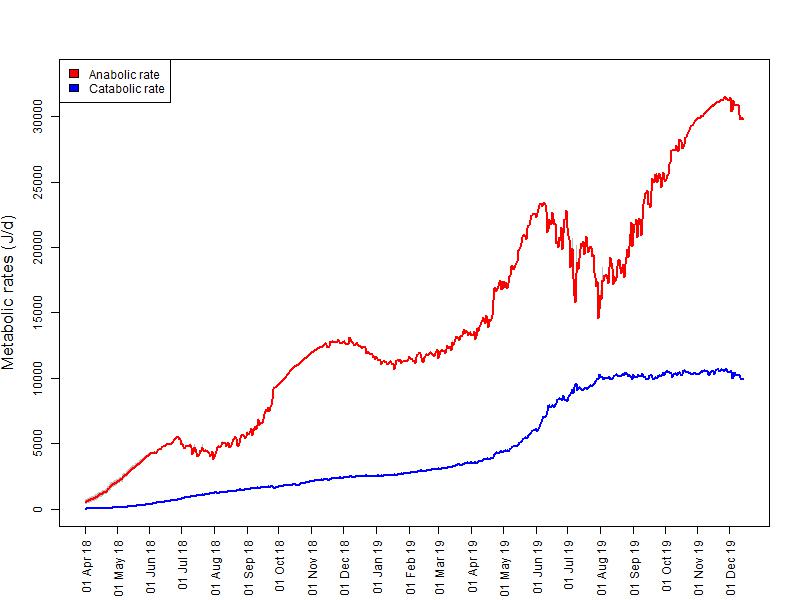 Anabolic rate
Catabolic rate
Metabolic rates (J/d)
30000
25000
20000
15000
10000
5000
0
01 Apr 18
01 May 18
01 Jun 18
01 Jul 18
01 Aug 18
01 Sep 18
01 Oct 18
01 Nov 18
01 Dec 18
01 Jan 19
01 Feb 19
01 Mar 19
01 Apr 19
01 May 19
01 Jun 19
01 Jul 19
01 Aug 19
01 Sep 19
01 Oct 19
01 Nov 19
01 Dec 19